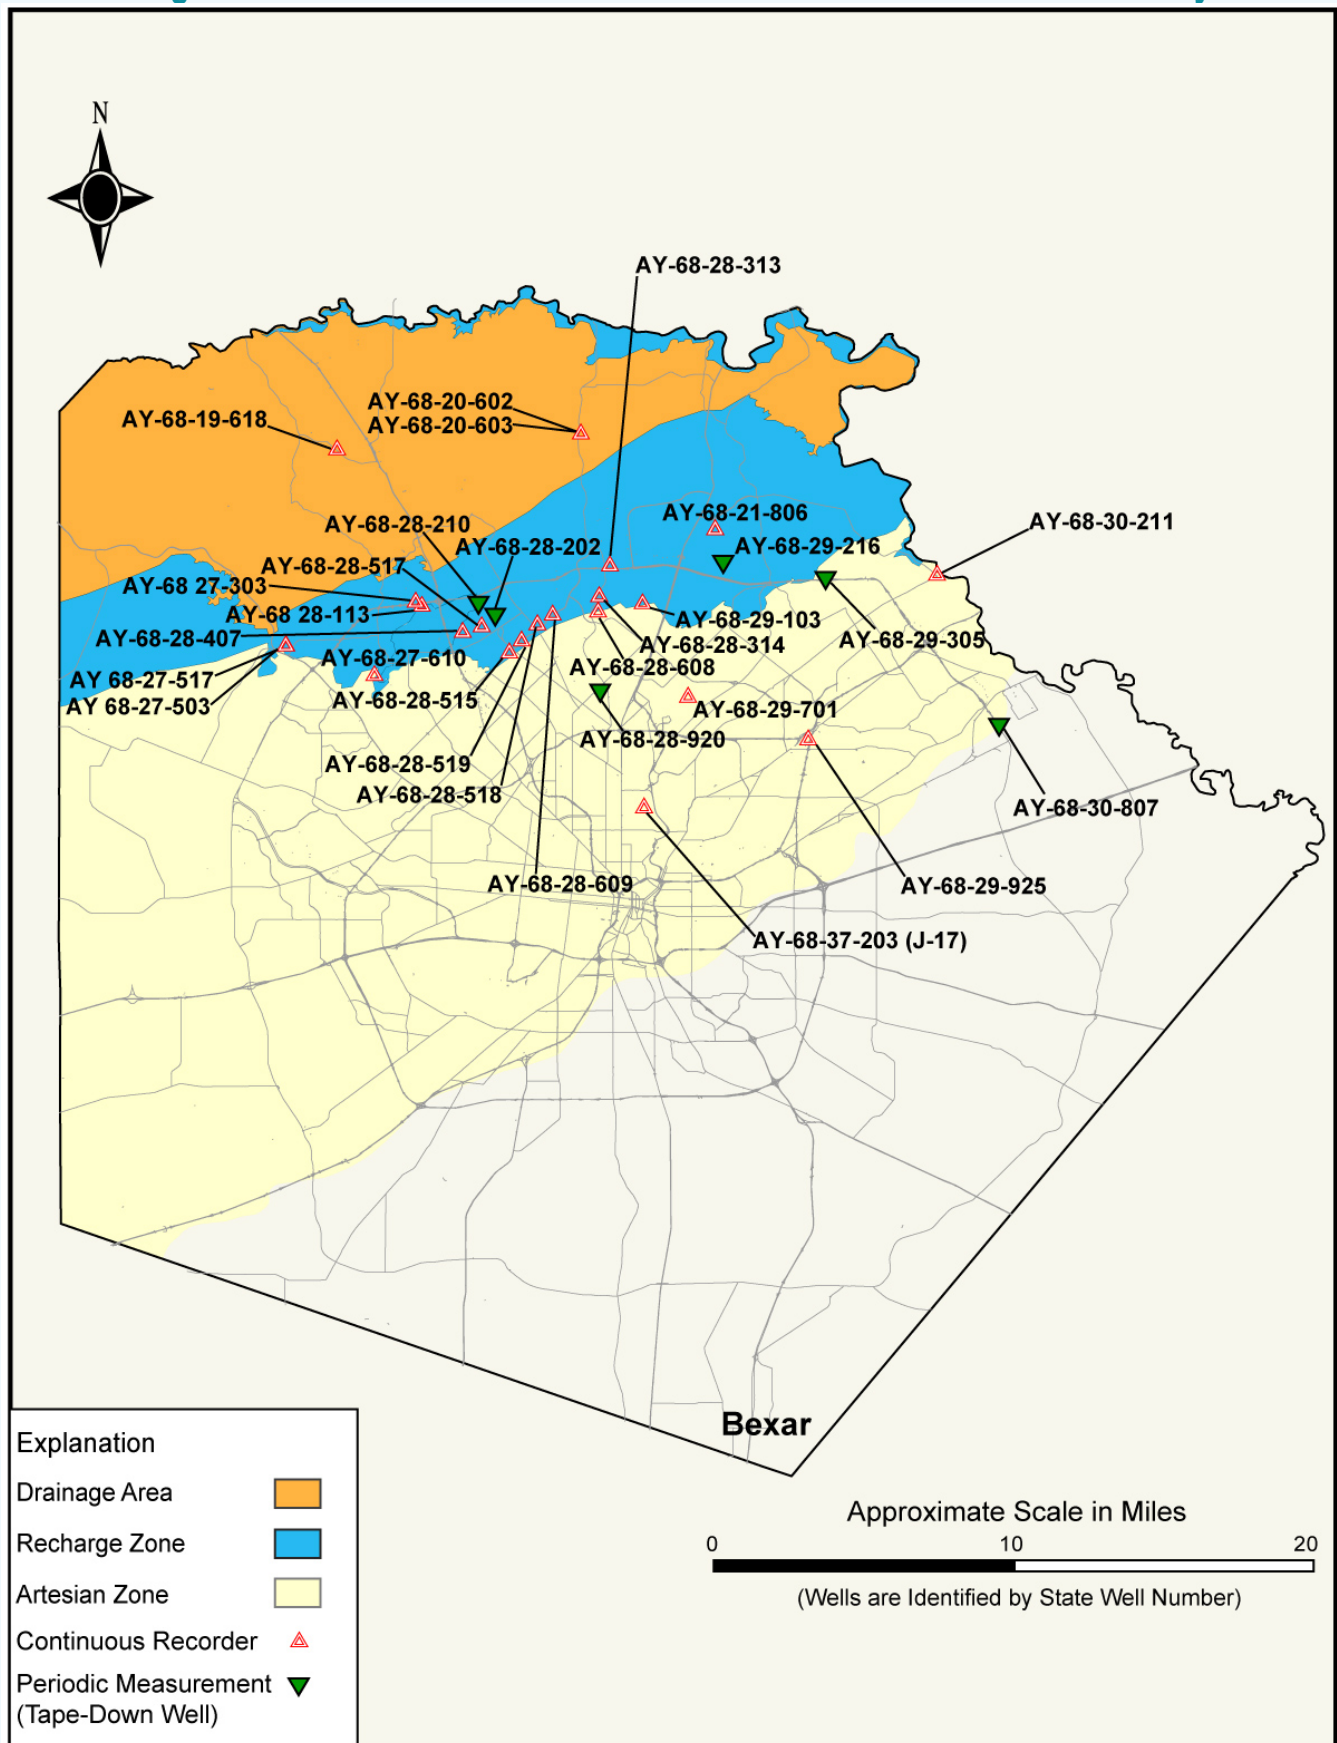 N
AY-68-28-313
AY-68-20-602
AY-68-19-618
AY-68-20-603
AY-68-28-210
AY-68-21-806
AY-68-30-211
AY-68-28-202
AY-68-29-216
AY-68-28-517
AY-68 27-303
AY-68 28-113
AY-68-29-103
AY-68-28-407
AY-68-28-314
AY-68-29-305
AY-68-27-610
AY-68-28-608
AY 68-27-517
AY-68-28-515
AY 68-27-503
AY-68-29-701
AY-68-28-920
AY-68-28-519
AY-68-28-518
AY-68-30-807
AY-68-28-609
AY-68-29-925
AY-68-37-203 (J-17)
Bexar
Explanation
Drainage Area
Recharge Zone
Artesian Zone
Continuous Recorder
Periodic Measurement
(Tape-Down Well)
Approximate Scale in Miles
0 10 20
(Wells are Identified by State Well Number)